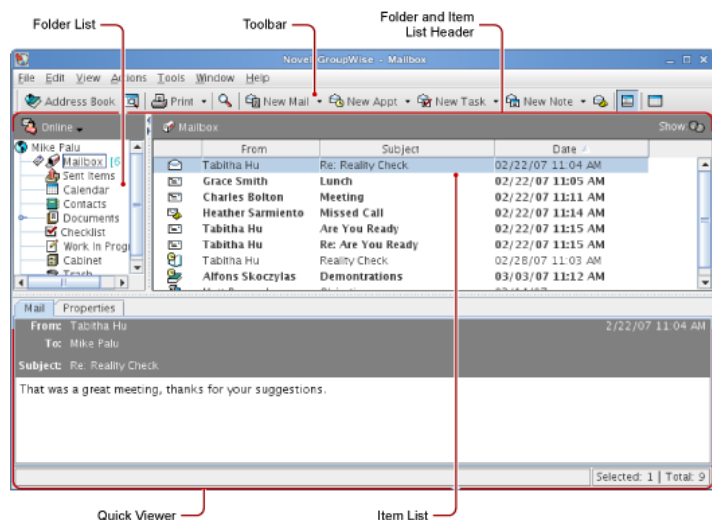 Folder List
Toolbar
Folder and Item
List Header
Novell GroupWise - Mailbox
File Edit View Actions Tools Window Help
Address Book Print New Mail New Appt New Task New Note
Online Mailbox Show
From Subject Date
Mike Palu
Mailbox [6
Sent Items
Calendar
Contacts
Documents
Checklist
Work In Progr
Cabinet
Trash
Tabitha Hu Re: Reality Check 02/22/07 11:04 AM
Grace Smith Lunch 02/22/07 11:05 AM
Charles Bolton Meeting 02/22/07 11:11 AM
Heather Sarmiento Missed Call 02/22/07 11:14 AM
Tabitha Hu Are You Ready 02/22/07 11:15 AM
Tabitha Hu Re: Are You Ready 02/22/07 11:15 AM
Tabitha Hu Reality Check 02/28/07 11:03 AM
Alfons Skoczylas Demontrations 03/03/07 11:12 AM
Mail Properties
From: Tabitha Hu 2/22/07 11:04 AM
To: Mike Palu
Subject: Re: Reality Check
That was a great meeting, thanks for your suggestions.
Selected: 1 Total: 9
Quick Viewer
Item List